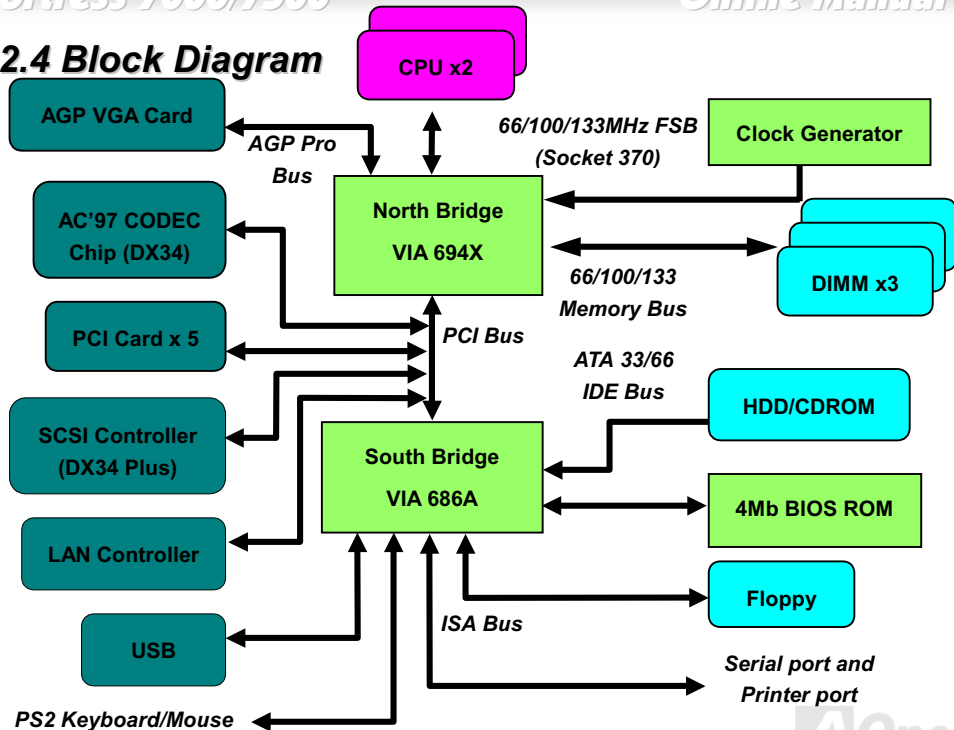 2.4 Block Diagram
CPU x2
AGP VGA Card
AGP Pro
Bus
66/100/133MHz FSB
(Socket 370)
Clock Generator
AC’97 CODEC
Chip (DX34)
North Bridge
VIA 694X
66/100/133
Memory Bus
DIMM x3
PCI Card x 5
PCI Bus
ATA 33/66
IDE Bus
HDD/CDROM
SCSI Controller
(DX34 Plus)
South Bridge
VIA 686A
4Mb BIOS ROM
LAN Controller
Floppy
ISA Bus
USB
Serial port and
Printer port
PS2 Keyboard/Mouse